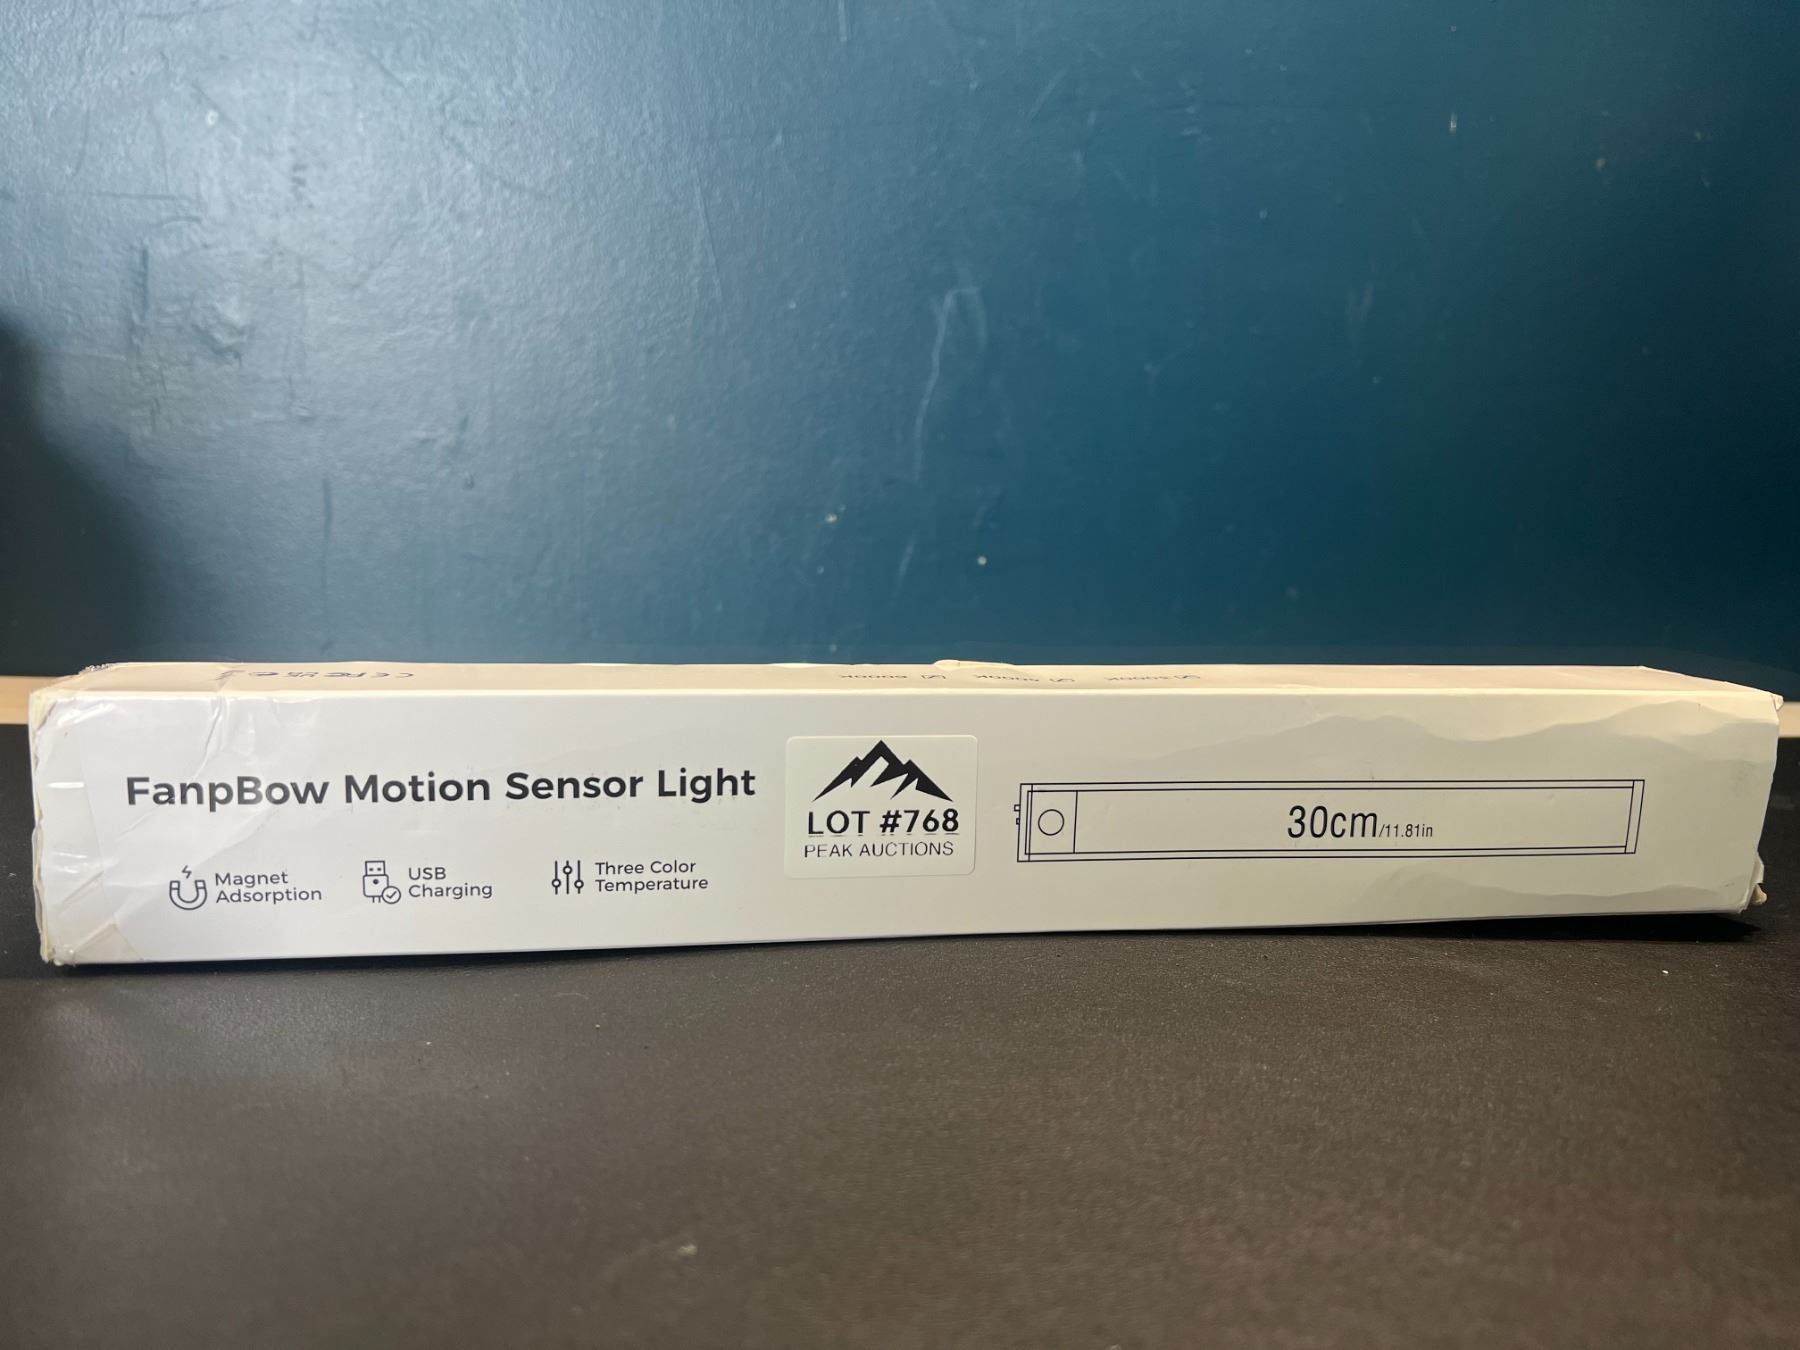 FanpBow Motion Sensor Light
Magnet
Adsorption
USB
Charging
Three Color
Temperature
LOT #768
PEAK AUCTIONS
30cm/11.81in